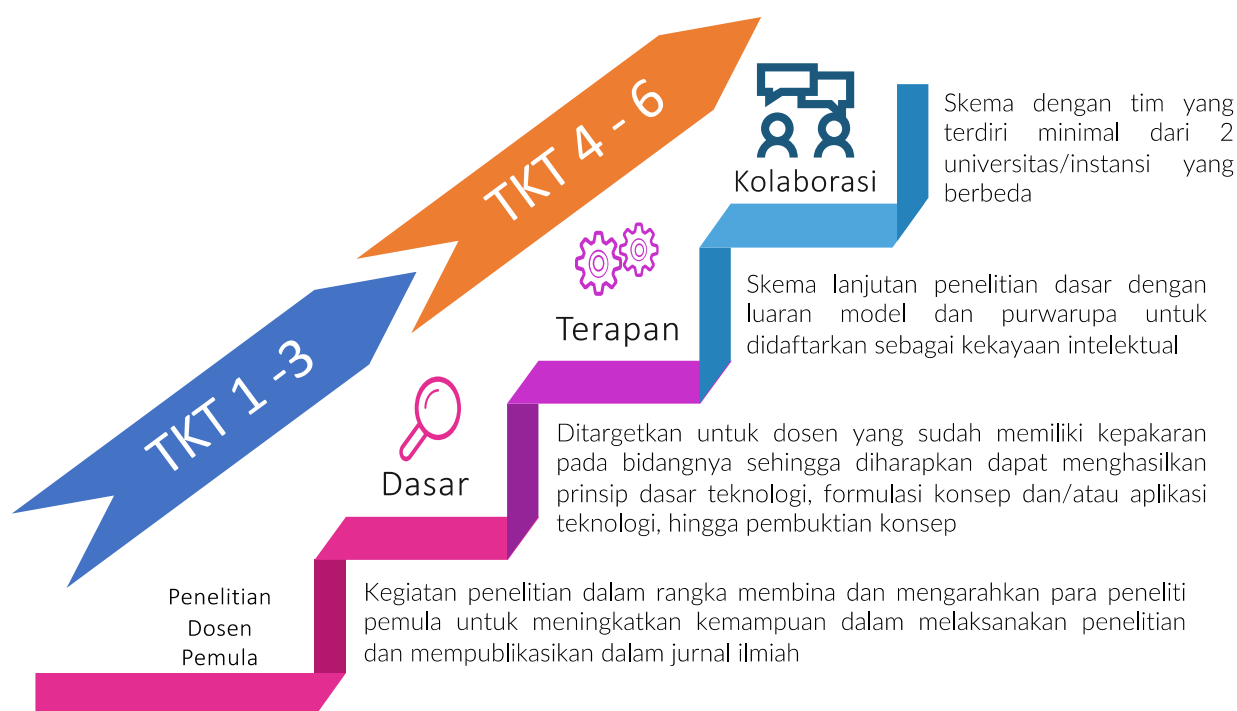 TKT 4 - 6
TKT 1 -3
Kolaborasi
Skema dengan tim yang
terdiri minimal dari 2
universitas/instansi yang
berbeda
Terapan
Skema lanjutan penelitian dasar dengan
luaran model dan purwarupa untuk
didaftarkan sebagai kekayaan intelektual
Dasar
Ditargetkan untuk dosen yang sudah memiliki kepakaran
pada bidangnya sehingga diharapkan dapat menghasilkan
prinsip dasar teknologi, formulasi konsep dan/atau aplikasi
teknologi, hingga pembuktian konsep
Penelitian
Dosen
Pemula
Kegiatan penelitian dalam rangka membina dan mengarahkan para peneliti
pemula untuk meningkatkan kemampuan dalam melaksanakan penelitian
dan mempublikasikan dalam jurnal ilmiah